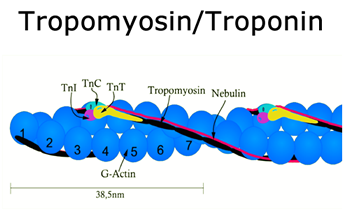 Tropomyosin/Troponin
TnI TnC TnT
Tropomyosin
Nebulin
1 2 3 4 5 6 7
G-Actin
38,5nm